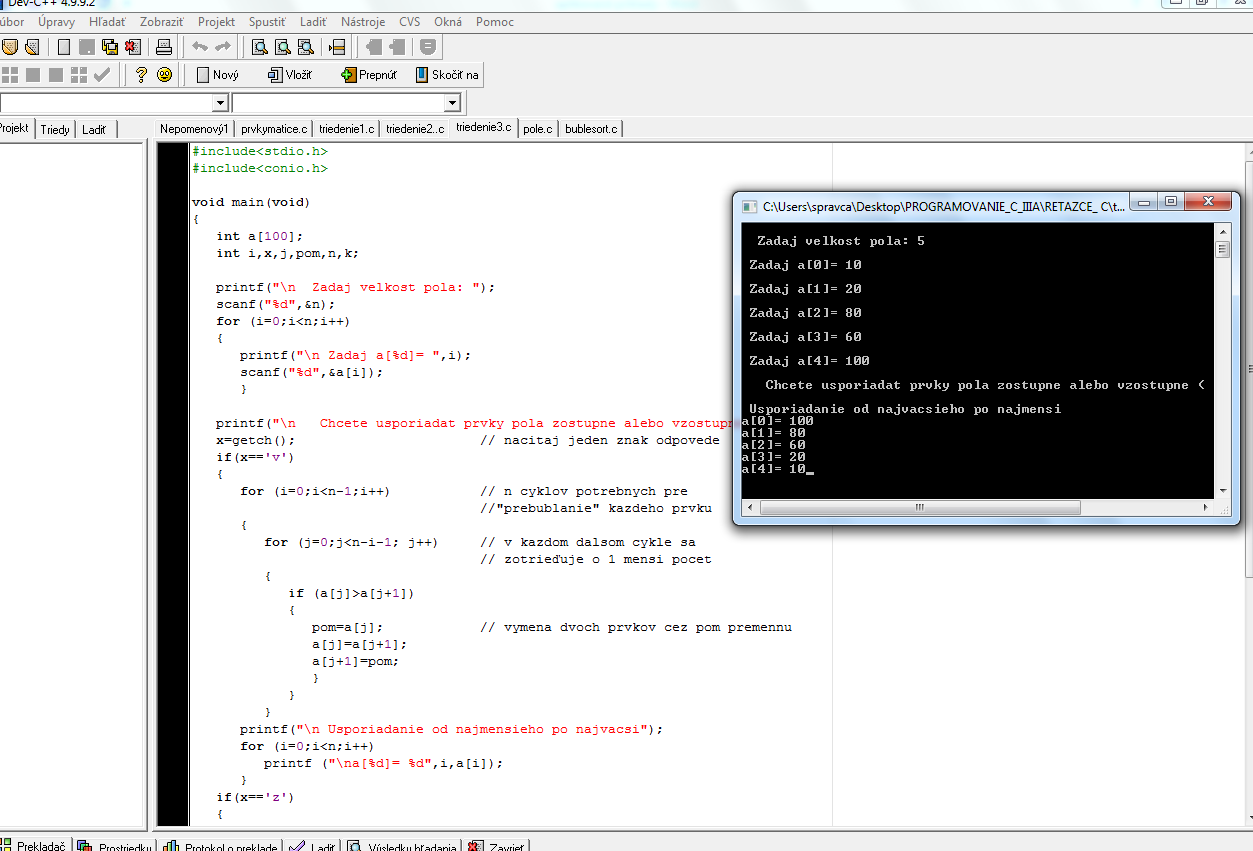 Dev-C++ 4.9.9.2
Úpravy Hľadať Zobraziť Projekt Spustiť Ladiť Nástroje CVS Okná Pomoc
Nový Vložiť Prepnúť Skočiť na
Projekt Triedy Ladiť
Nepomenový1 prvkymatice.c triedenie1.c triedenie2..c triedenie3.c pole.c bublesort.c
#include<stdio.h>
#include<conio.h>
void main(void)
{
int a[100];
int i,x,j,pom,n,k;
printf("\n  Zadaj velkost pola: ");
scanf("%d",&n);
for (i=0;i<n;i++)
{
printf("\n Zadaj a[%d]= ",i);
scanf("%d",&a[i]);
}
printf("\n   Chcete usporiadat prvky pola zostupne alebo vzostupn
x=getch(); // nacitaj jeden znak odpovede
if(x=='v')
{
for (i=0;i<n-1;i++) // n cyklov potrebnych pre
//"prebublanie" kazdeho prvku
{
for (j=0;j<n-i-1; j++) // v kazdom dalsom cykle sa
// zotrieďuje o 1 mensi pocet
{
if (a[j]>a[j+1])
{
pom=a[j]; // vymena dvoch prvkov cez pom premennu
a[j]=a[j+1];
a[j+1]=pom;
}
}
}
printf("\n Usporiadanie od najmensieho po najvacsi");
for (i=0;i<n;i++)
printf ("\na[%d]= %d",i,a[i]);
}
if(x=='z')
{
C:\Users\spravca\Desktop\PROGRAMOVANIE_C_IIIA\RETAZCE_ C\t...
Zadaj velkost pola: 5
Zadaj a[0]= 10
Zadaj a[1]= 20
Zadaj a[2]= 80
Zadaj a[3]= 60
Zadaj a[4]= 100
Chcete usporiadat prvky pola zostupne alebo vzostupne (
Usporiadanie od najvacsieho po najmensi
a[0]= 100
a[1]= 80
a[2]= 60
a[3]= 20
a[4]= 10_
Prekladač Prostriedky Protokol o preklade Ladiť Výsledky hľadania Zavrieť